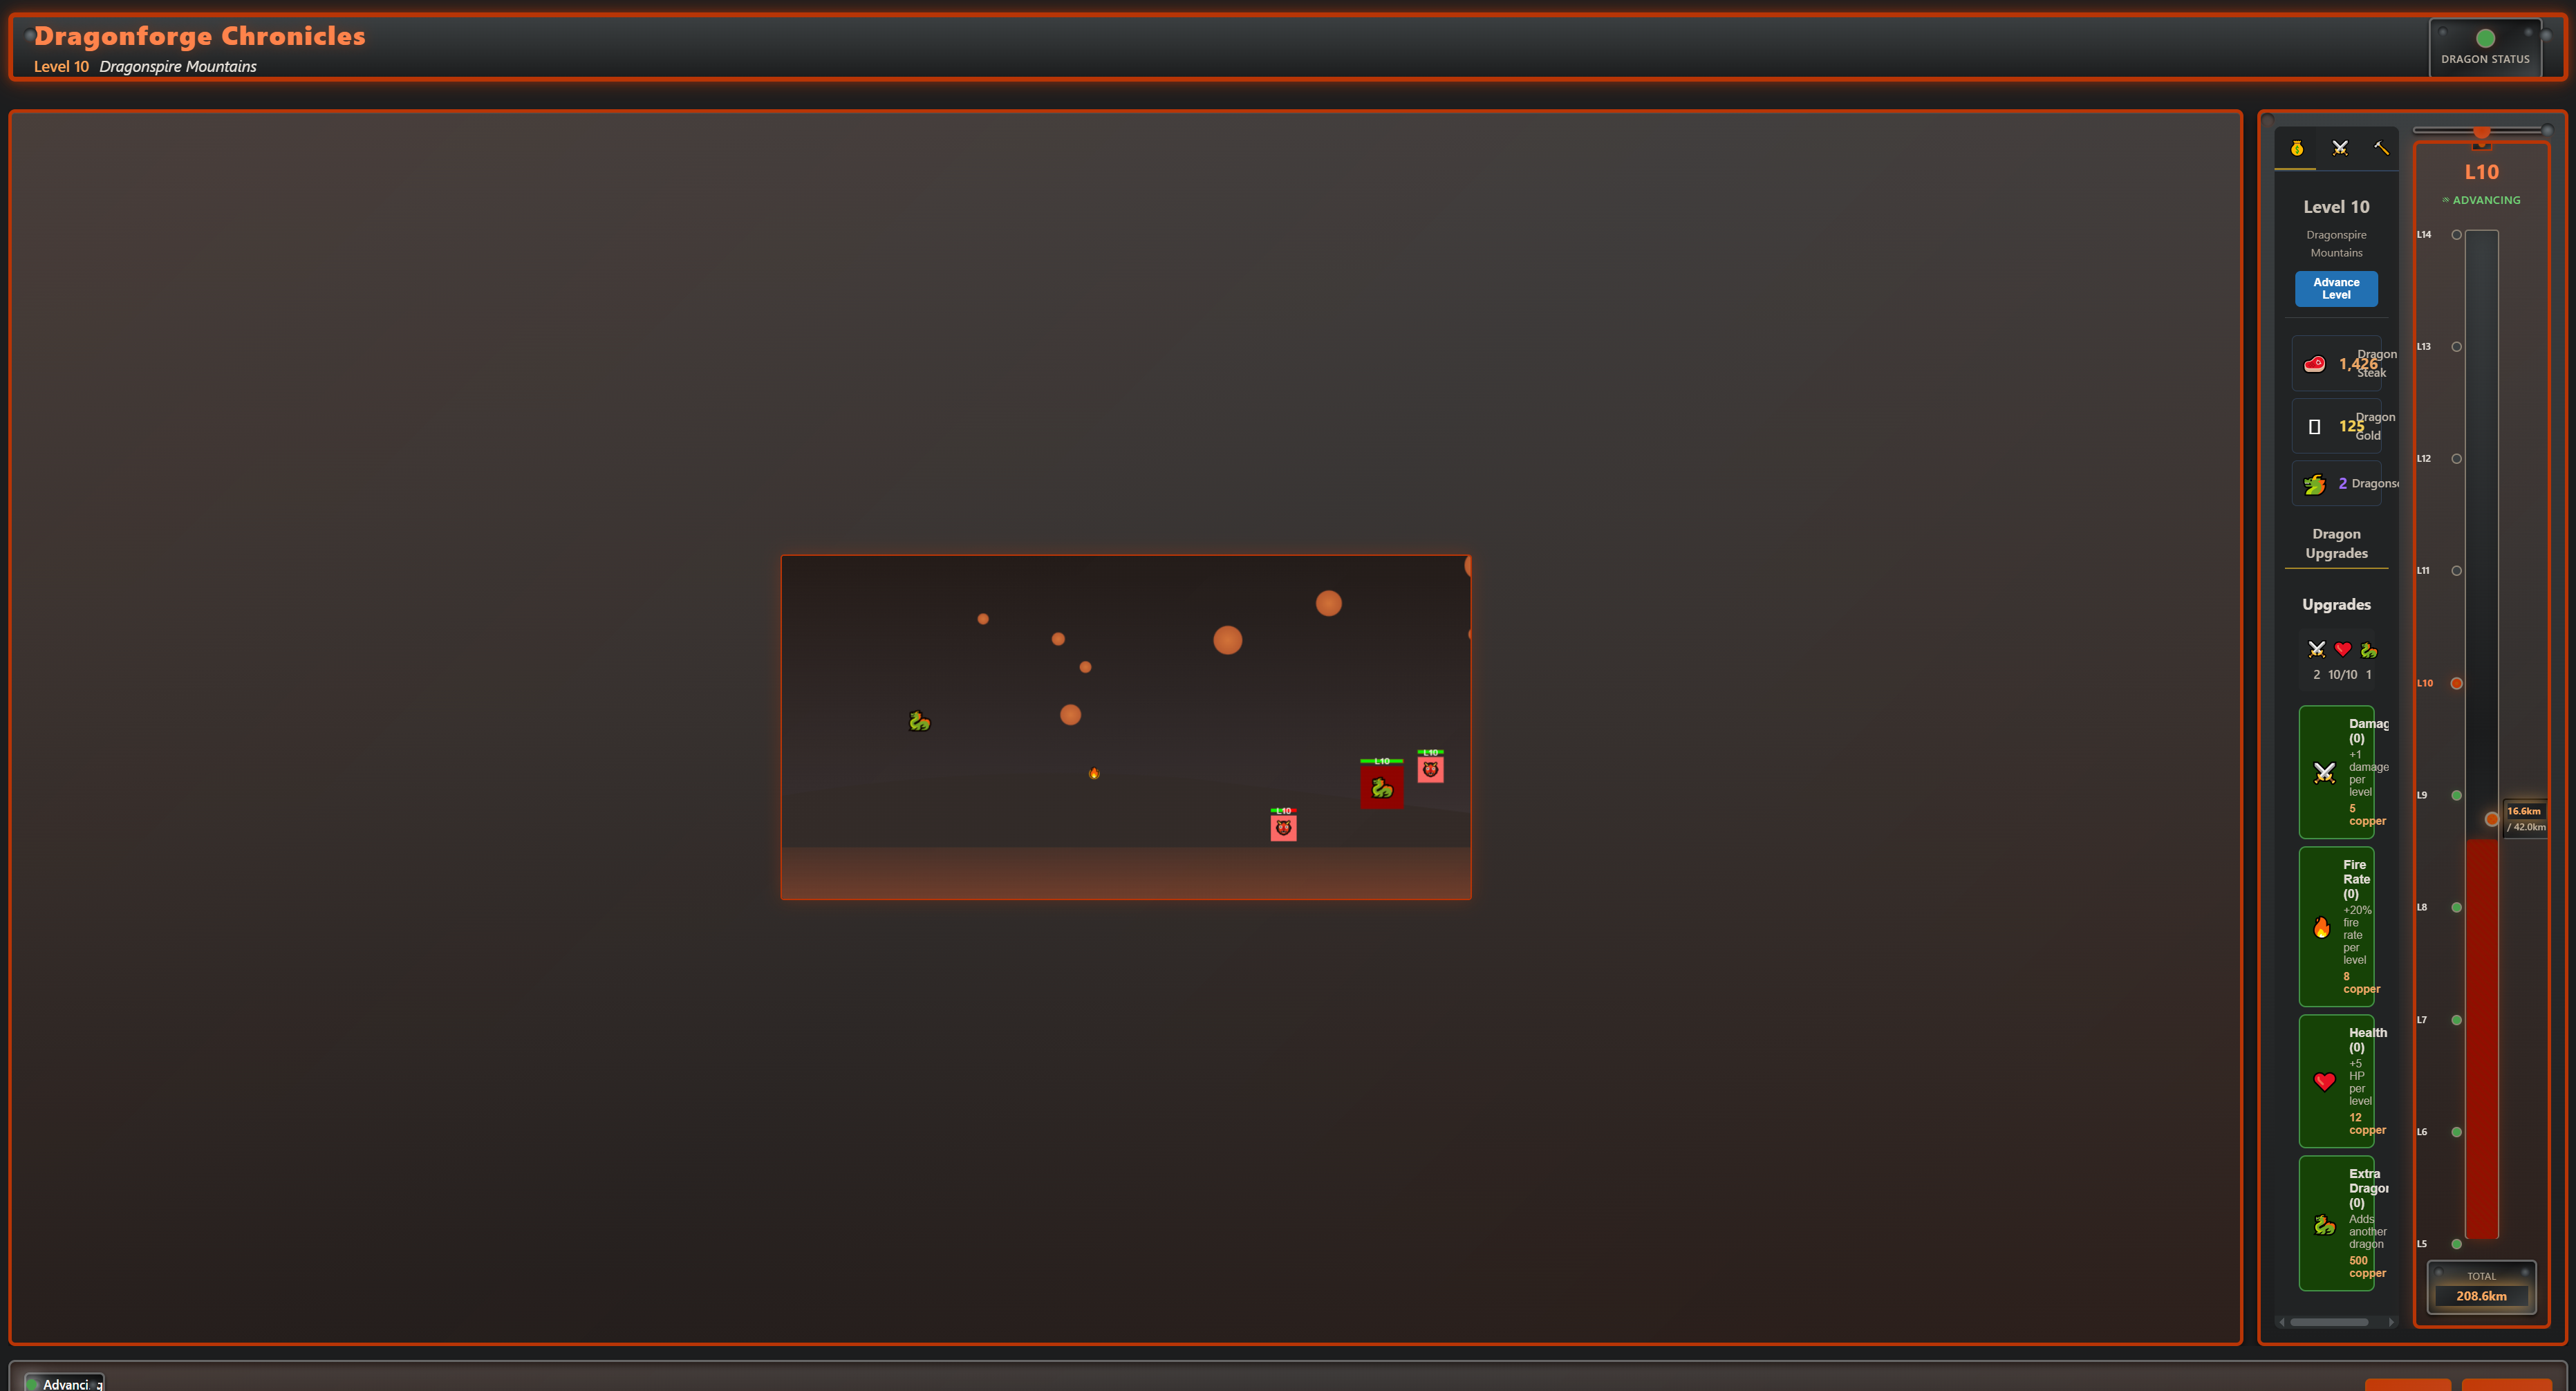 Dragonforge Chronicles
Level 10 Dragonspire Mountains
DRAGON STATUS
L10
L10
L10
Level 10
Dragonspire
Mountains
Advance
Level
1,426
Dragon
Steak
125
Dragon
Gold
2
Dragon
Upgrades
Upgrades
2 10/10 1
(0)
+1
damage
per
level
5
copper
Fire
Rate
(0)
+20%
fire
rate
per
level
8
copper
Health
(0)
+5
HP
per
level
12
copper
Extra
(0)
Adds
another
dragon
500
copper
L10
ADVANCING
L14
L13
L12
L11
L10
L9
16.6km
/ 42.0km
L8
L7
L6
L5
TOTAL
208.6km
Advancing